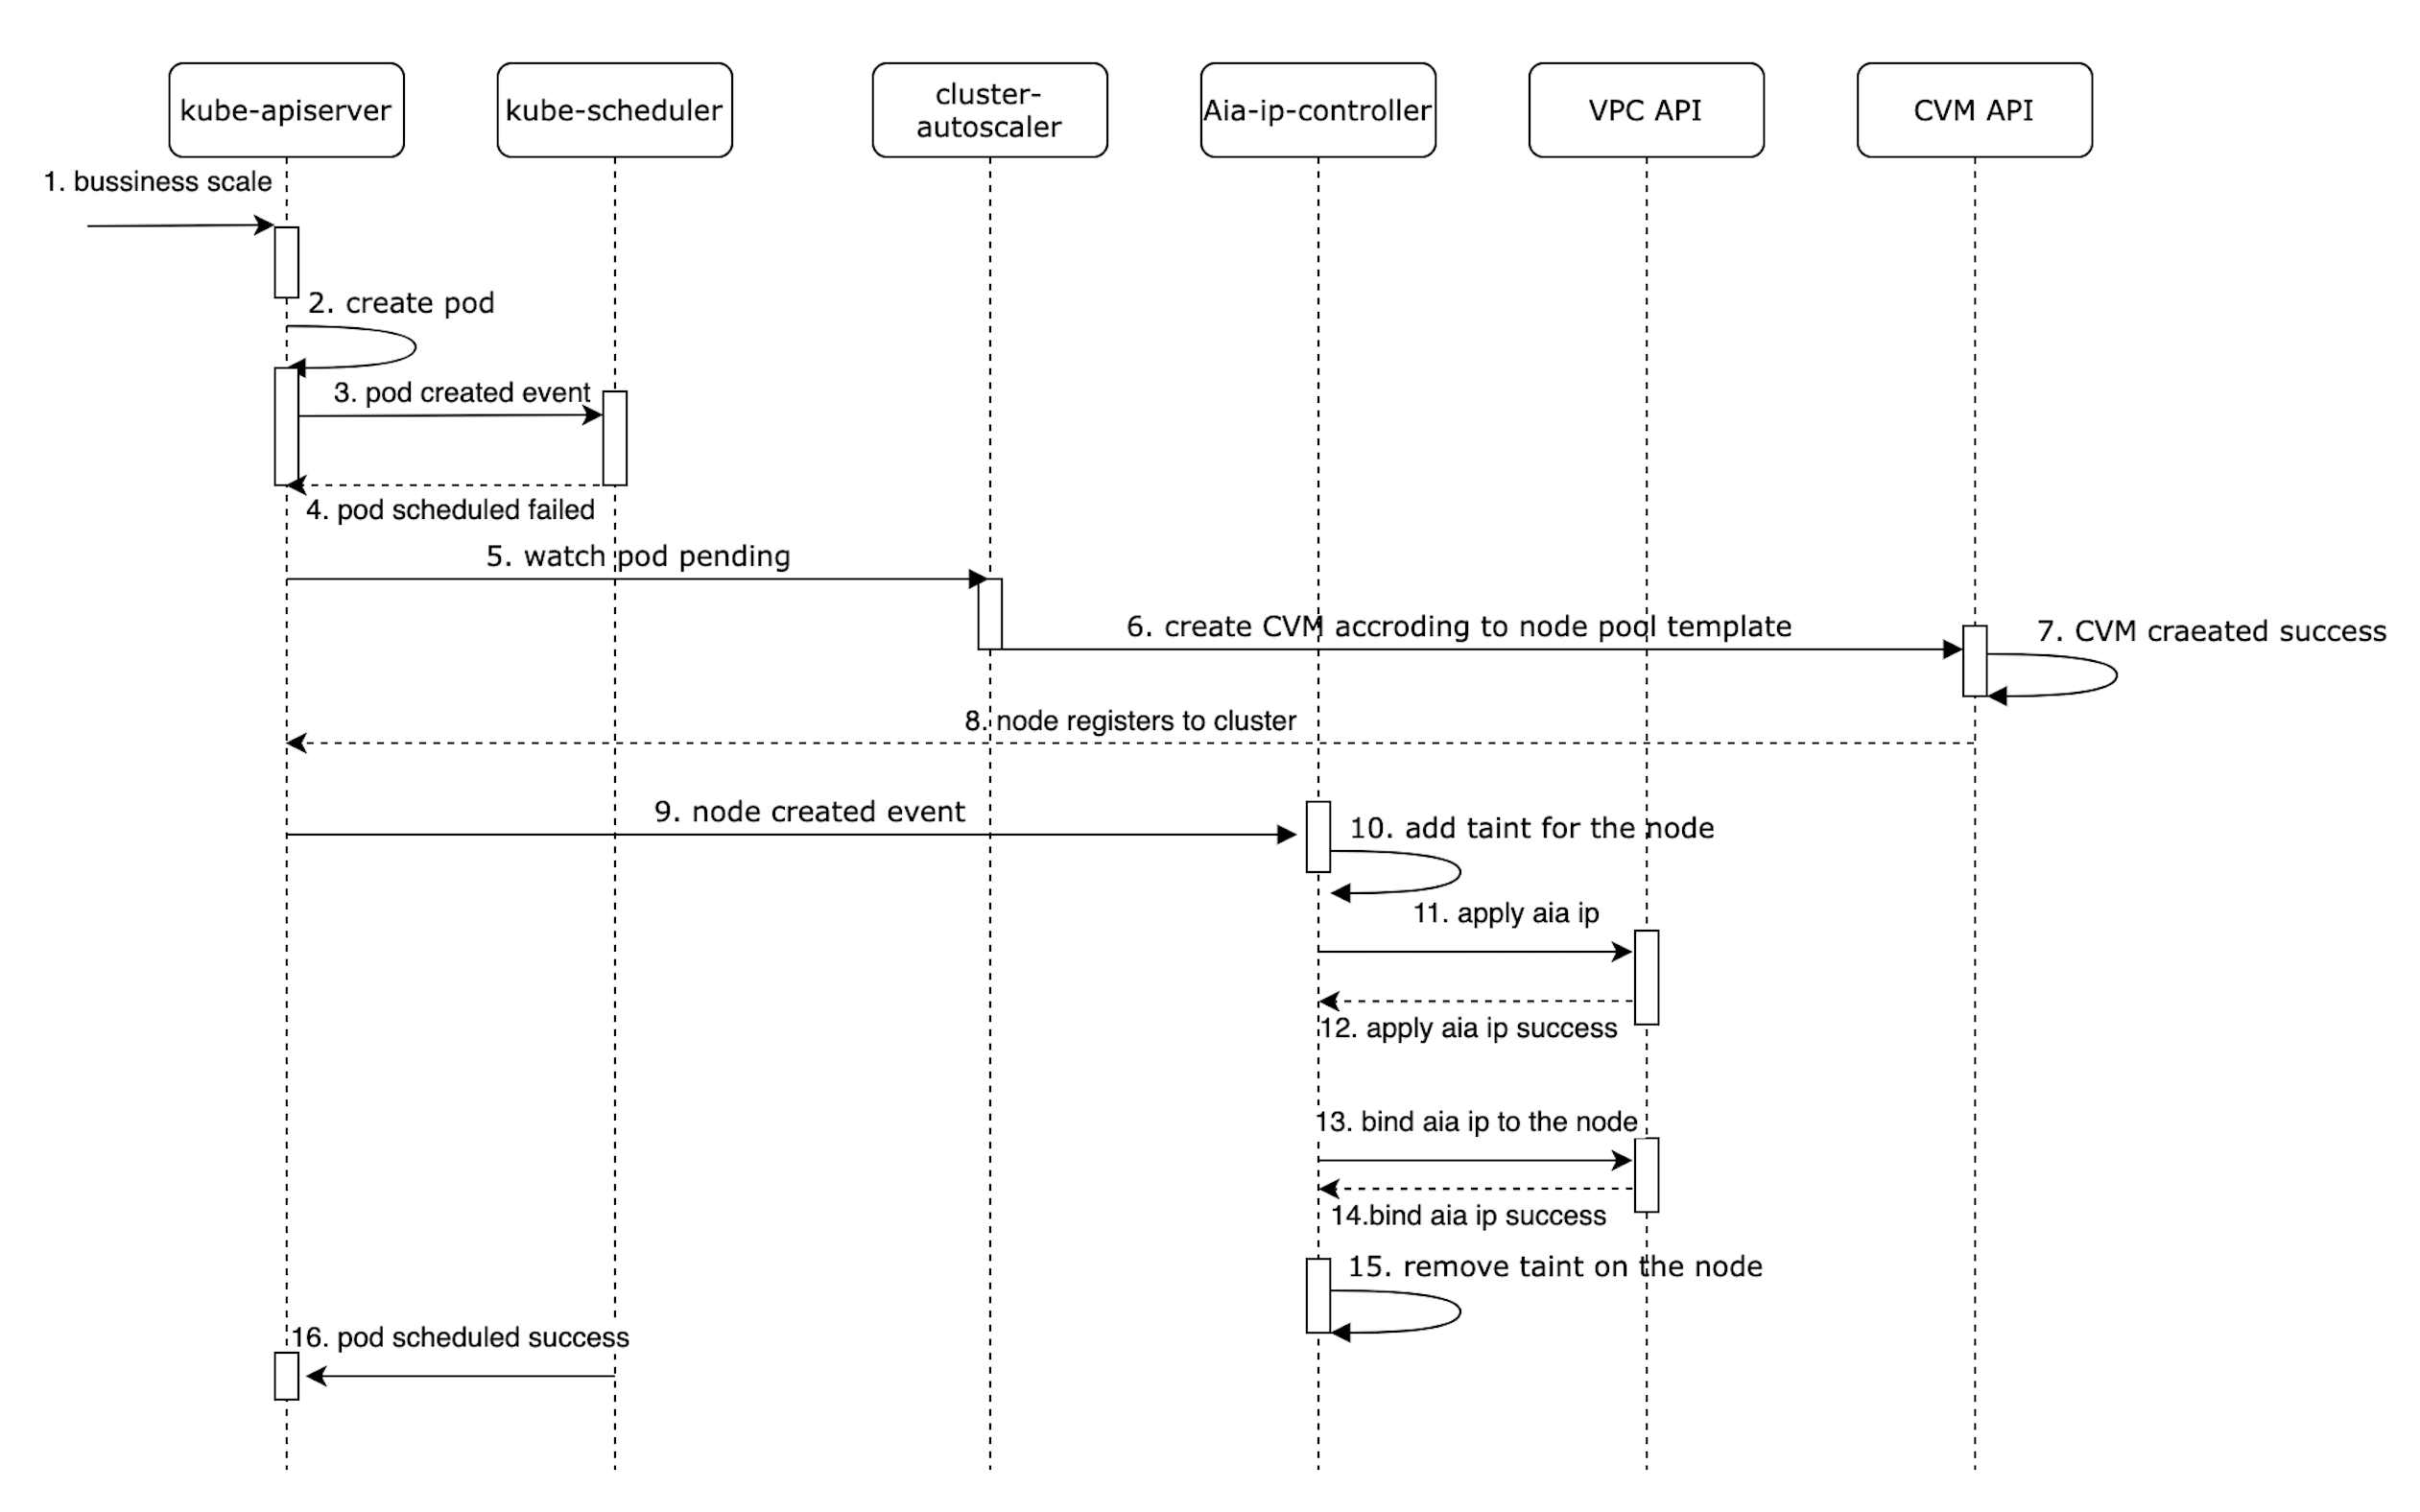 kube-apiserver
kube-scheduler
cluster-
autoscaler
Aia-ip-controller
VPC API
CVM API
1. bussiness scale
2. create pod
3. pod created event
4. pod scheduled failed
5. watch pod pending
6. create CVM accroding to node pool template
7. CVM craeated success
8. node registers to cluster
9. node created event
10. add taint for the node
11. apply aia ip
12. apply aia ip success
13. bind aia ip to the node
14.bind aia ip success
15. remove taint on the node
16. pod scheduled success